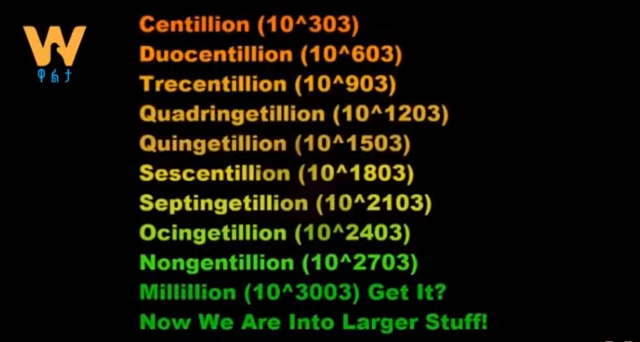 W
ዋልታ
Centillion (10^303)
Duocentillion (10^603)
Trecentillion (10^903)
Quadringetillion (10^1203)
Quingetillion (10^1503)
Sescentillion (10^1803)
Septingetillion (10^2103)
Ocingetillion (10^2403)
Nongentillion (10^2703)
Millillion (10^3003) Get It?
Now We Are Into Larger Stuff!